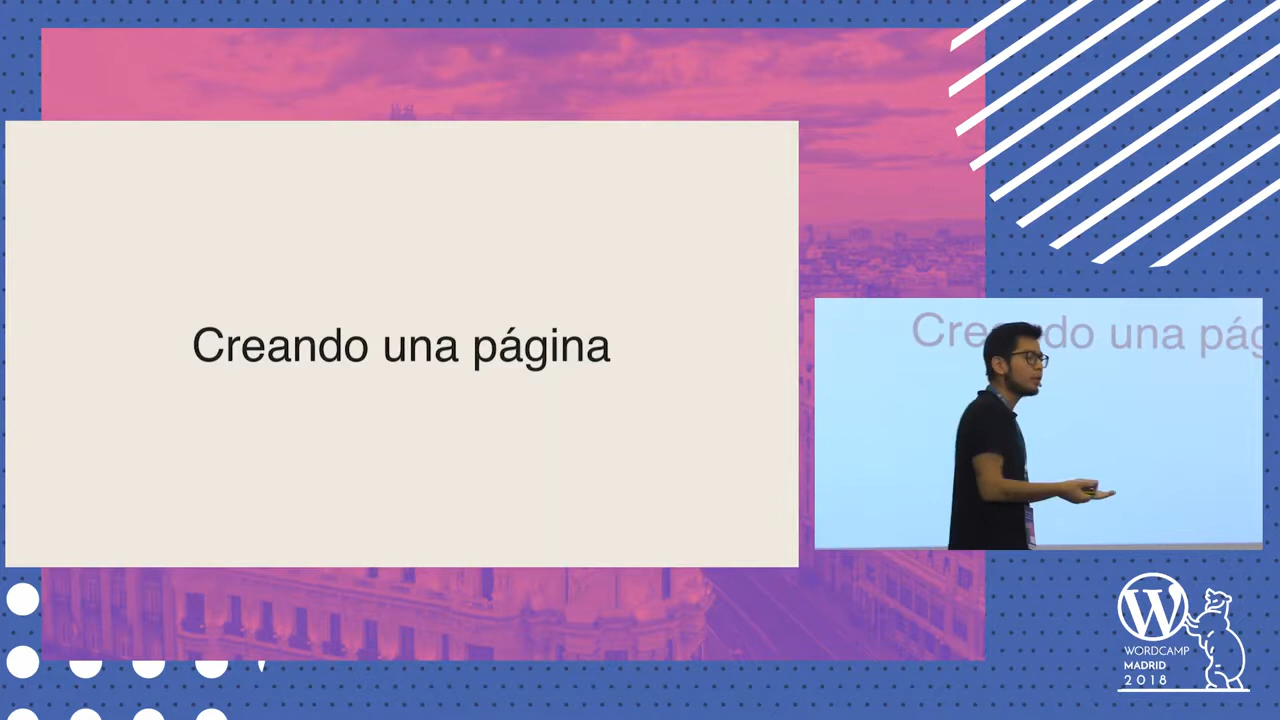 Creando una página
Creando una pág
W
WORDCAMP
MADRID
2018